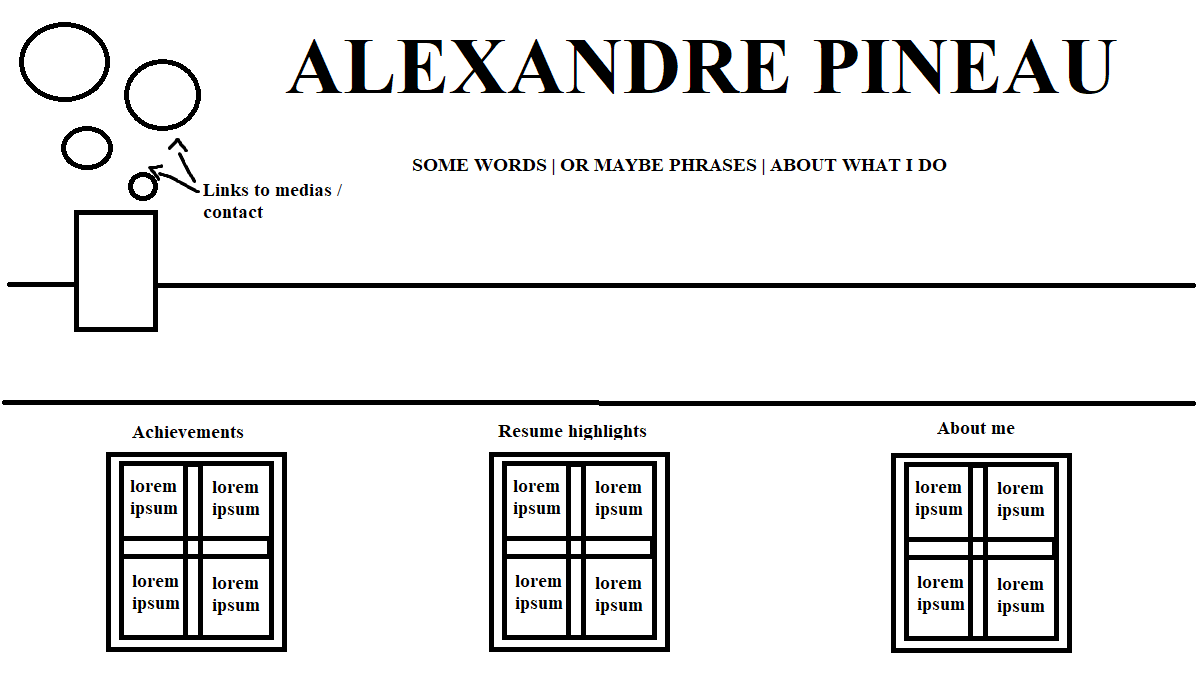 ALEXANDRE PINEAU
SOME WORDS | OR MAYBE PHRASES | ABOUT WHAT I DO
Links to medias /
contact
Achievements
lorem
ipsum
lorem
ipsum
lorem
ipsum
lorem
ipsum
Resume highlights
lorem
ipsum
lorem
ipsum
lorem
ipsum
lorem
ipsum
About me
lorem
ipsum
lorem
ipsum
lorem
ipsum
lorem
ipsum